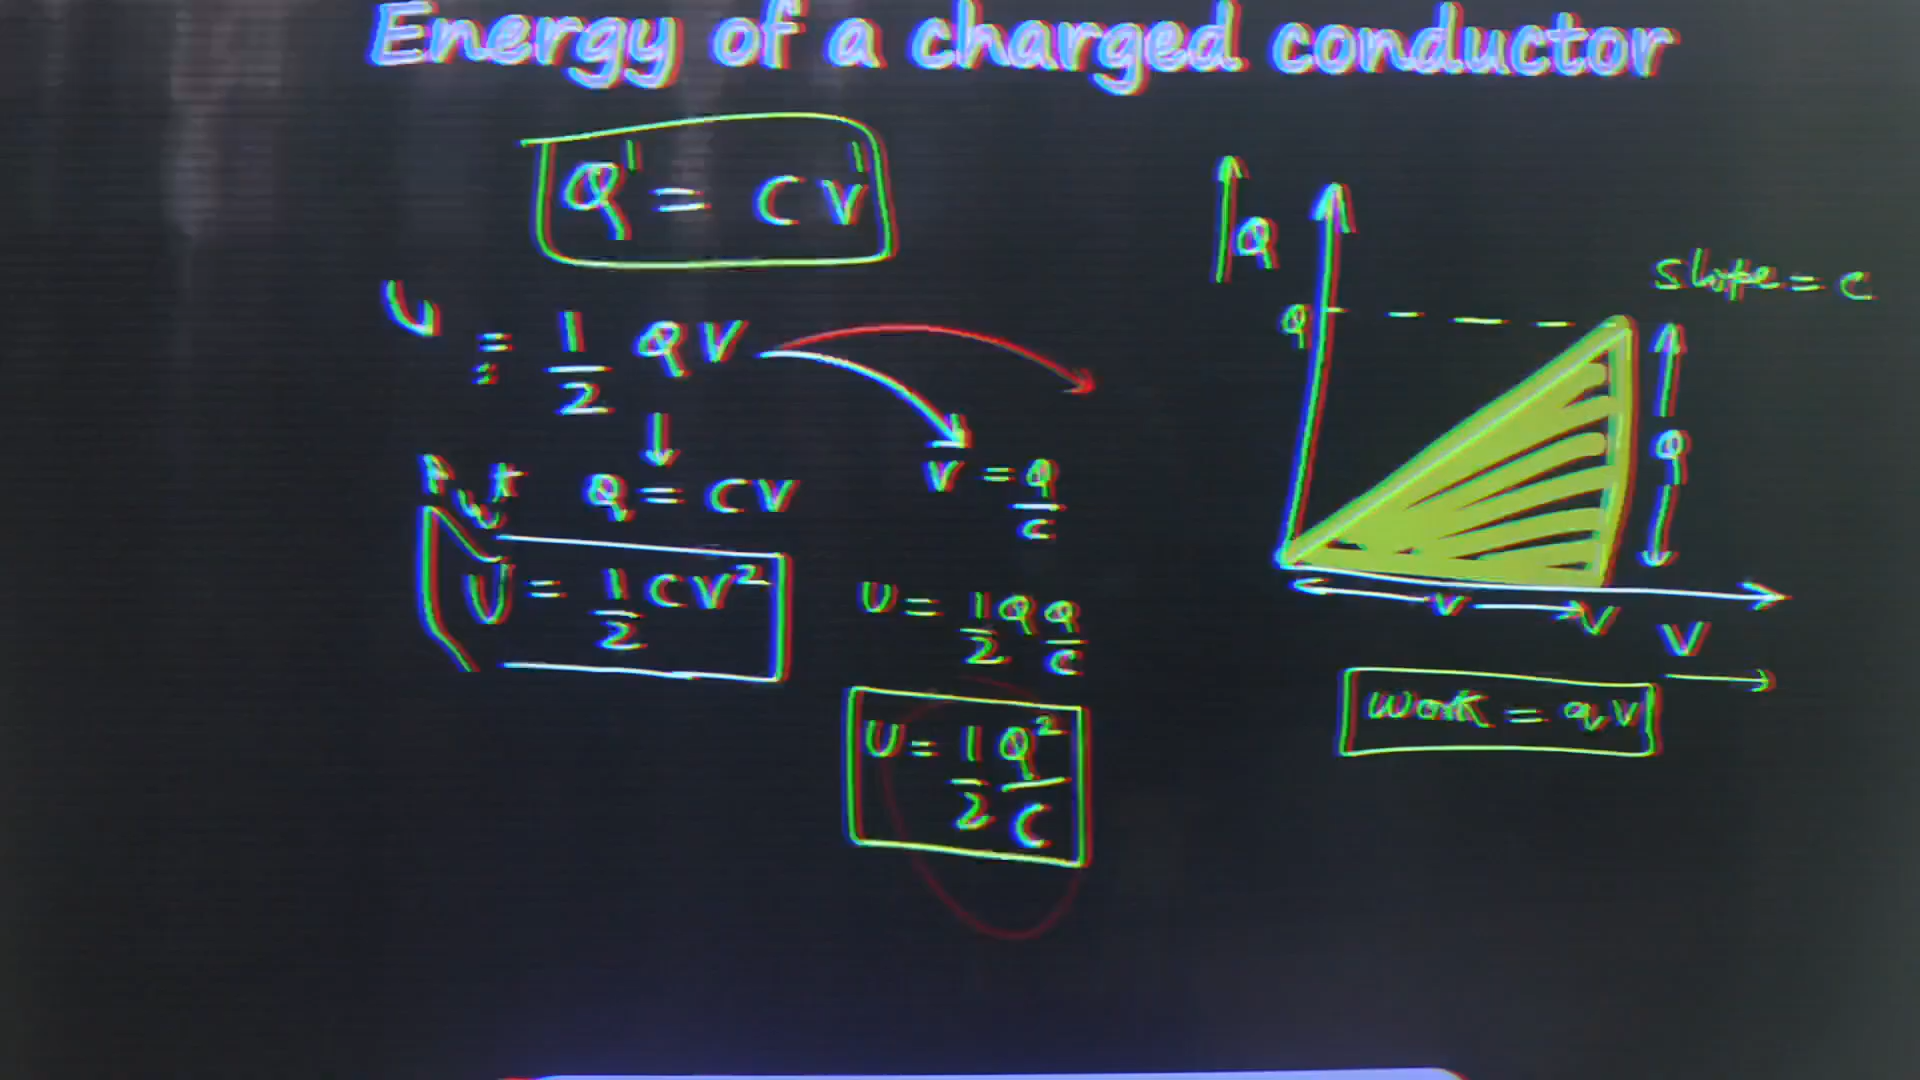 Energy of a charged conductor
Q' = CV'
U = 1/2 QV
Put Q = CV
V = Q/C
U = 1/2 CV²
U = 1/2 Q Q/C
U = 1/2 Q²/C
Q
Q
Slope = C
Q
V
V
V
Work = qV